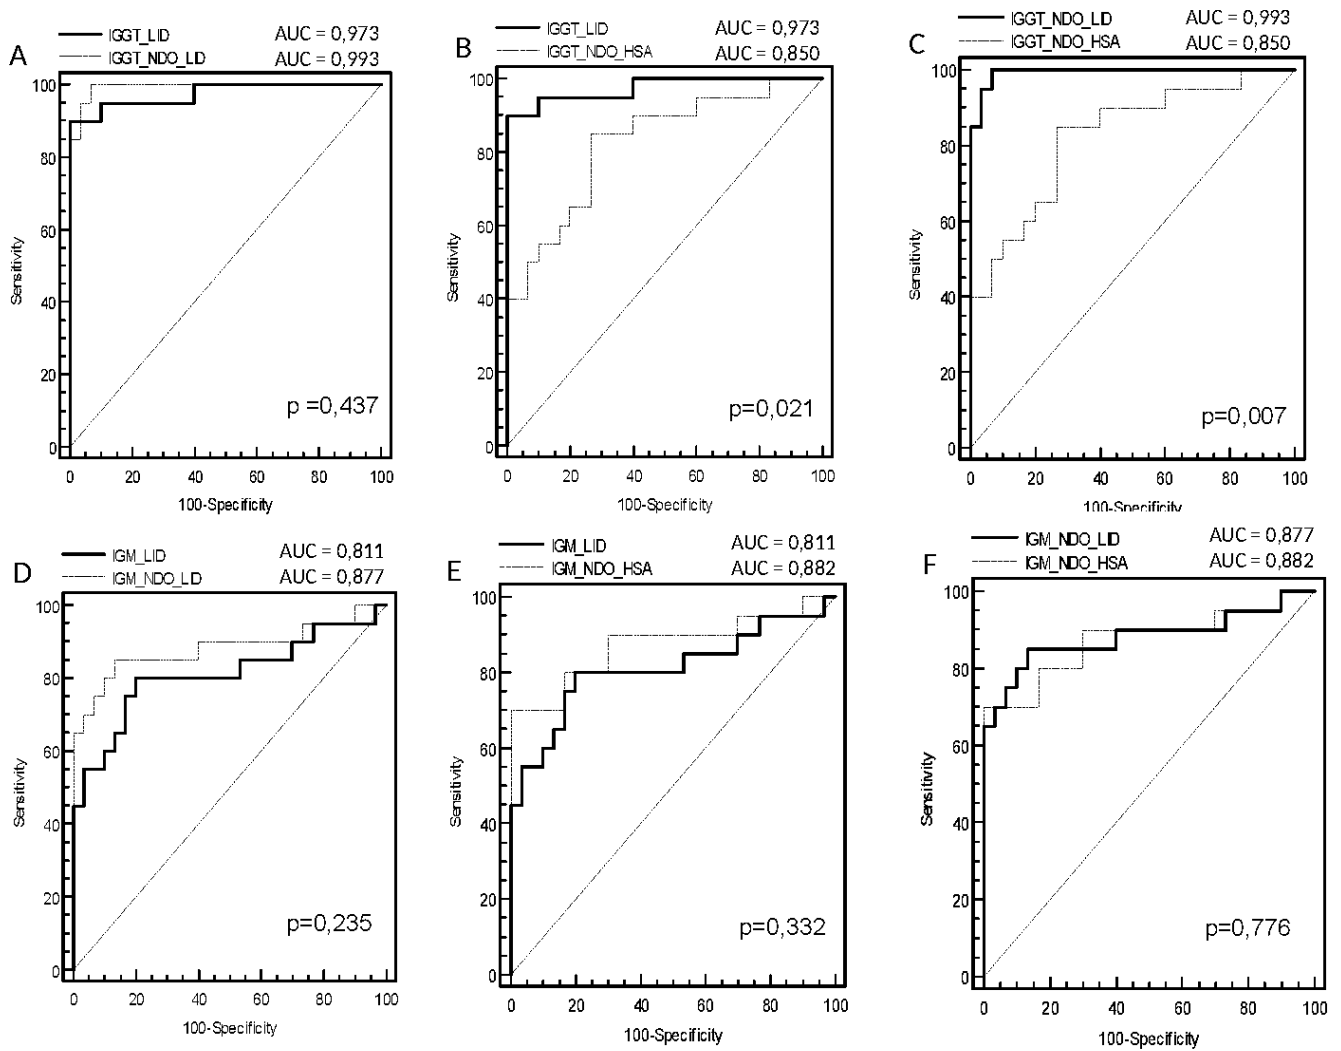 A
IGGT_LID AUC = 0,973
IGGT_NDO_LID AUC = 0,993
100
80
60
40
20
0
Sensitivity
p =0,437
0 20 40 60 80 100
100-Specificity
B
IGGT_LID AUC = 0,973
IGGT_NDO_HSA AUC = 0,850
100
80
60
40
20
0
Sensitivity
p=0,021
0 20 40 60 80 100
100-Specificity
C
IGGT_NDO_LID AUC = 0,993
IGGT_NDO_HSA AUC = 0,850
100
80
60
40
20
0
Sensitivity
p=0,007
0 20 40 60 80 100
100-Specificity
D
IGM_LID AUC = 0,811
IGM_NDO_LID AUC = 0,877
100
80
60
40
20
0
Sensitivity
p=0,235
0 20 40 60 80 100
100-Specificity
E
IGM_LID AUC = 0,811
IGM_NDO_HSA AUC = 0,882
100
80
60
40
20
0
Sensitivity
p=0,332
0 20 40 60 80 100
100-Specificity
F
IGM_NDO_LID AUC = 0,877
IGM_NDO_HSA AUC = 0,882
100
80
60
40
20
0
Sensitivity
p=0,776
0 20 40 60 80 100
100-Specificity